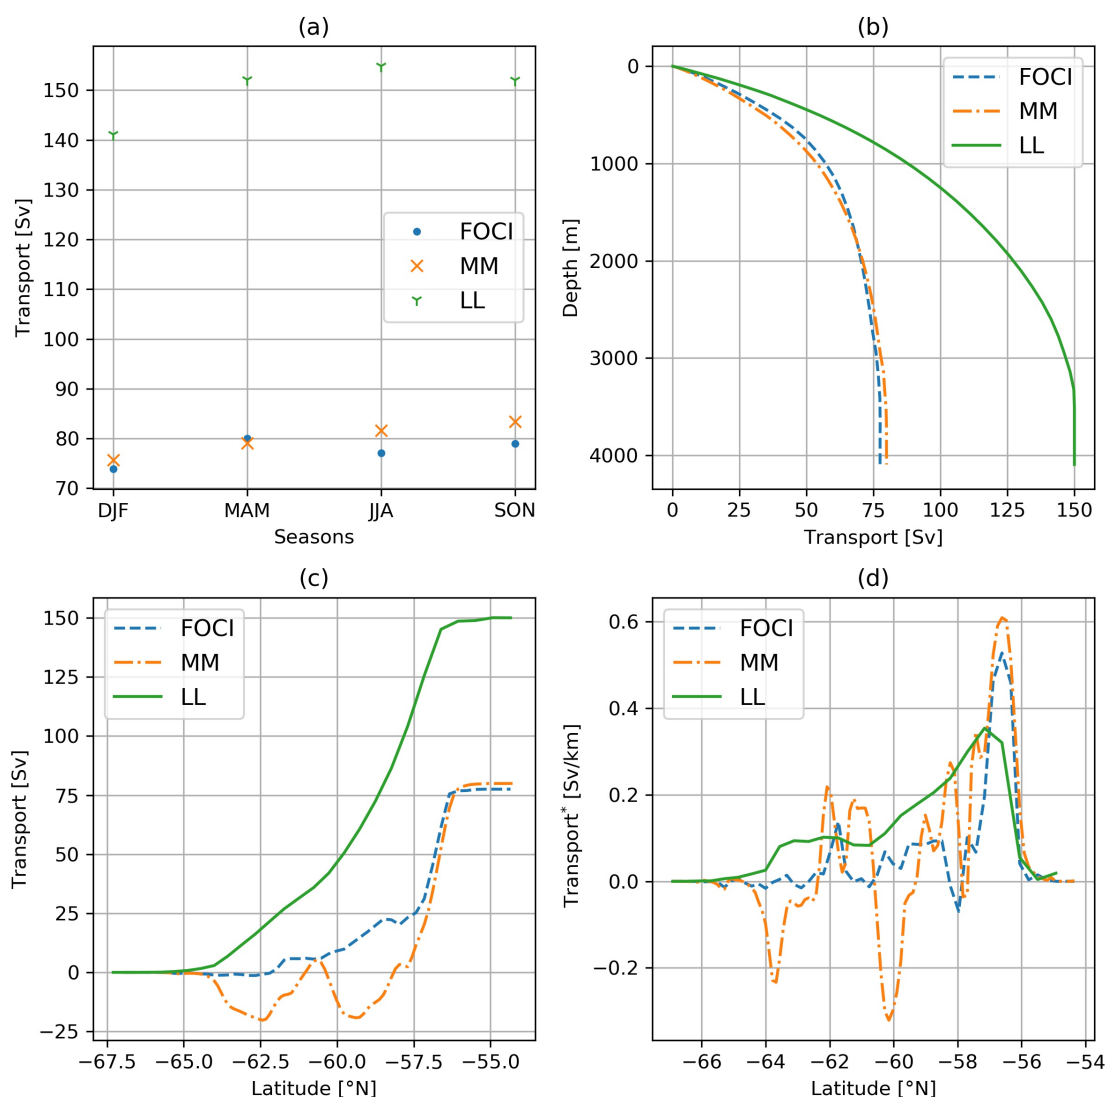 (a)
150
140
130
120
110
100
90
80
70
Transport [Sv]
DJF MAM JJA SON
Seasons
FOCI
MM
LL
(b)
0
1000
2000
3000
4000
Depth [m]
0 25 50 75 100 125 150
Transport [Sv]
FOCI
MM
LL
(c)
150
125
100
75
50
25
0
−25
Transport [Sv]
−67.5 −65.0 −62.5 −60.0 −57.5 −55.0
Latitude [°N]
FOCI
MM
LL
(d)
0.6
0.4
0.2
0.0
−0.2
Transport* [Sv/km]
−66 −64 −62 −60 −58 −56 −54
Latitude [°N]
FOCI
MM
LL